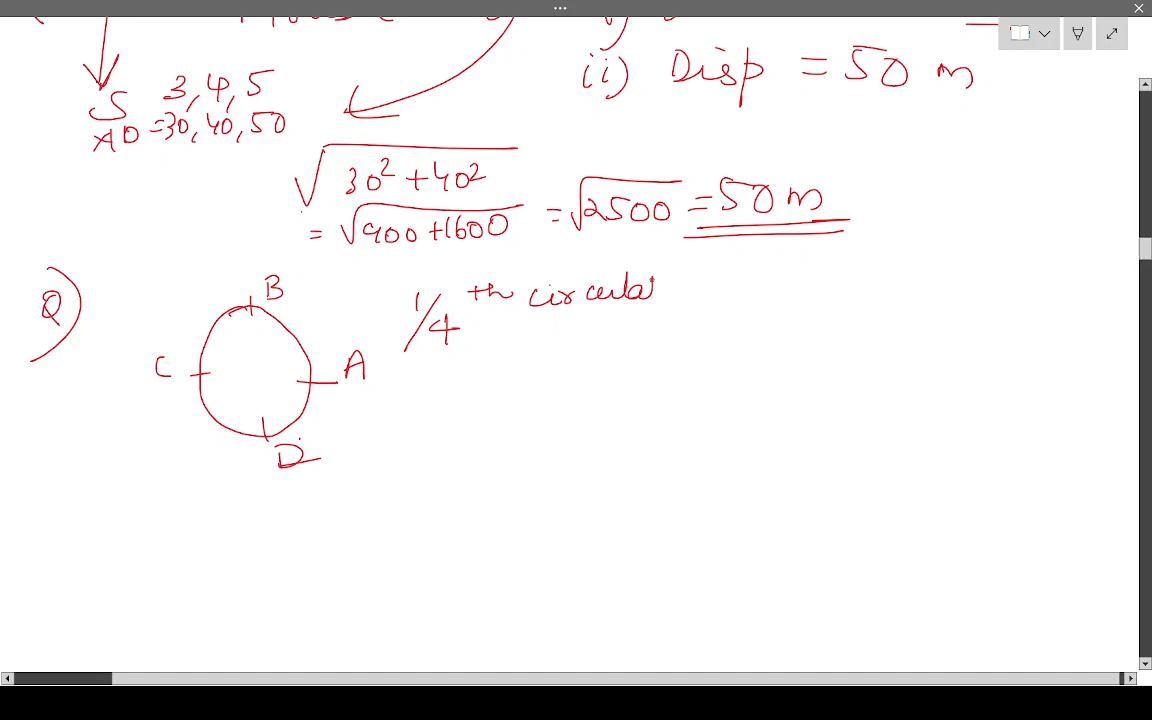 ii) Disp = 50 m
S 3, 4, 5
AD = 30, 40, 50
√30² + 40²
= √900 + 1600 = √2500 = 50 m
Q)
B
1/4 th circular
C
A
D